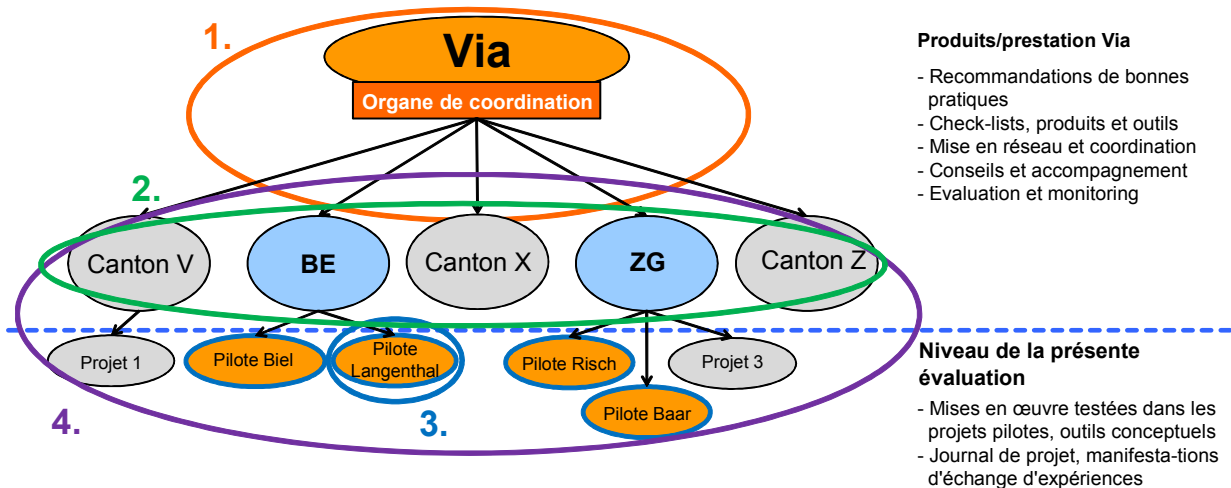 1.
Via
Organe de coordination
Produits/prestation Via
- Recommandations de bonnes
pratiques
- Check-lists, produits et outils
- Mise en réseau et coordination
- Conseils et accompagnement
- Evaluation et monitoring
2.
Canton V
BE
Canton X
ZG
Canton Z
Projet 1
Pilote Biel
Pilote
Langenthal
Pilote Risch
Projet 3
Pilote Baar
3.
4.
Niveau de la présente
évaluation
- Mises en œuvre testées dans les
projets pilotes, outils conceptuels
- Journal de projet, manifesta-tions
d'échange d'expériences